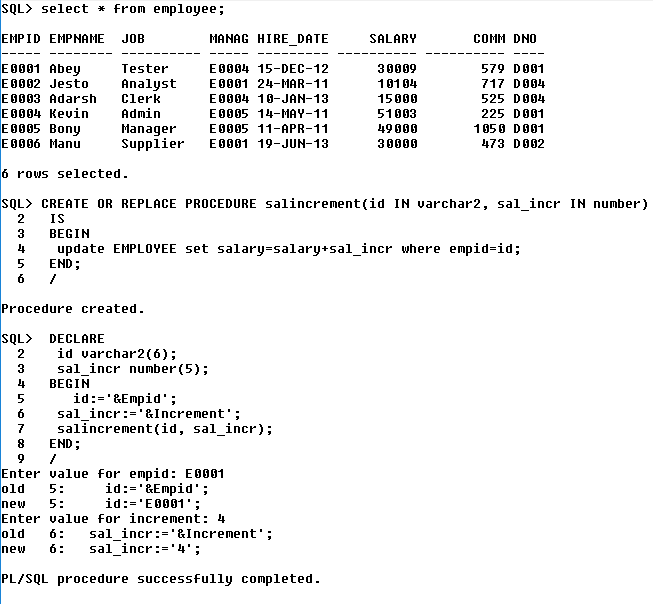 SQL> select * from employee;
EMPID EMPNAME  JOB        MANAG HIRE_DATE     SALARY       COMM DNO
----- -------- ---------- ----- --------- ---------- ---------- ----
E0001 Abey     Tester     E0004 15-DEC-12      30009        579 D001
E0002 Jesto    Analyst    E0001 24-MAR-11      10104        717 D004
E0003 Adarsh   Clerk      E0004 10-JAN-13      15000        525 D004
E0004 Kevin    Admin      E0005 14-MAY-11      51003        225 D001
E0005 Bony     Manager    E0005 11-APR-11      49000       1050 D001
E0006 Manu     Supplier   E0001 19-JUN-13      30000        473 D002
6 rows selected.
SQL> CREATE OR REPLACE PROCEDURE salincrement(id IN varchar2, sal_incr IN number)
  2   IS
  3   BEGIN
  4    update EMPLOYEE set salary=salary+sal_incr where empid=id;
  5   END;
  6   /
Procedure created.
SQL>  DECLARE
  2    id varchar2(6);
  3    sal_incr number(5);
  4   BEGIN
  5      id:='&Empid';
  6    sal_incr:='&Increment';
  7    salincrement(id, sal_incr);
  8   END;
  9   /
Enter value for empid: E0001
old   5:     id:='&Empid';
new   5:     id:='E0001';
Enter value for increment: 4
old   6:   sal_incr:='&Increment';
new   6:   sal_incr:='4';
PL/SQL procedure successfully completed.